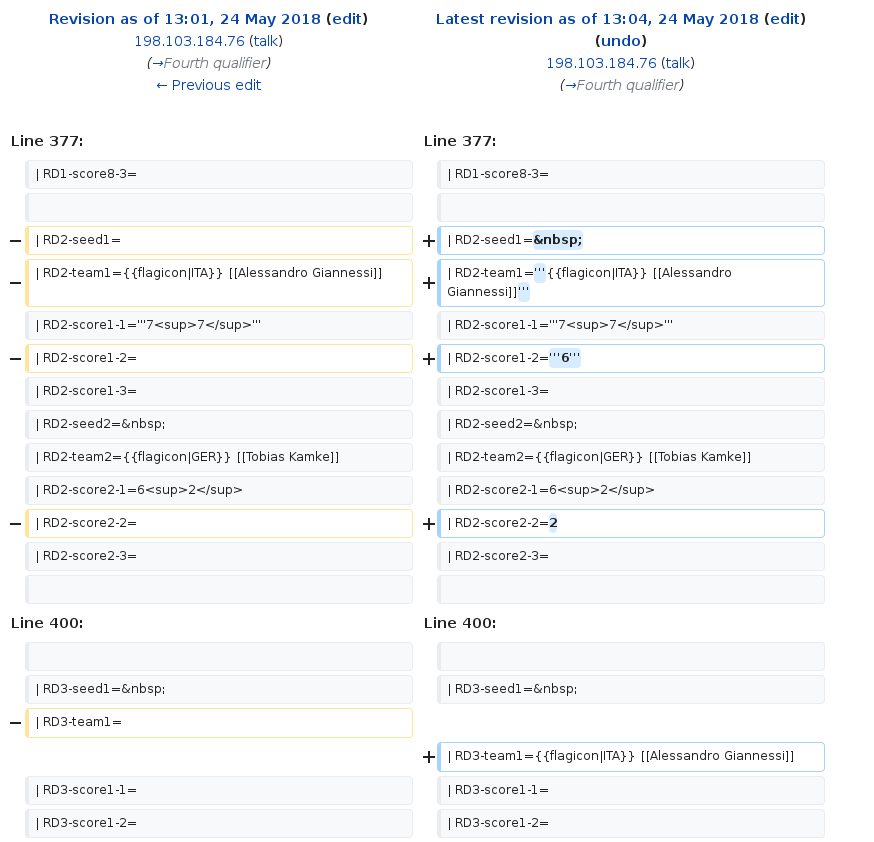 Revision as of 13:01, 24 May 2018 (edit)
198.103.184.76 (talk)
(→Fourth qualifier)
← Previous edit
Latest revision as of 13:04, 24 May 2018 (edit)
(undo)
198.103.184.76 (talk)
(→Fourth qualifier)
Line 377:
Line 377:
| RD1-score8-3=
| RD1-score8-3=
− | RD2-seed1=
+ | RD2-seed1=&nbsp;
− | RD2-team1={{flagicon|ITA}} [[Alessandro Giannessi]]
+ | RD2-team1='''{{flagicon|ITA}} [[Alessandro
Giannessi]]'''
| RD2-score1-1='''7<sup>7</sup>'''
| RD2-score1-1='''7<sup>7</sup>'''
− | RD2-score1-2=
+ | RD2-score1-2='''6'''
| RD2-score1-3=
| RD2-score1-3=
| RD2-seed2=&nbsp;
| RD2-seed2=&nbsp;
| RD2-team2={{flagicon|GER}} [[Tobias Kamke]]
| RD2-team2={{flagicon|GER}} [[Tobias Kamke]]
| RD2-score2-1=6<sup>2</sup>
| RD2-score2-1=6<sup>2</sup>
− | RD2-score2-2=
+ | RD2-score2-2=2
| RD2-score2-3=
| RD2-score2-3=
Line 400:
Line 400:
| RD3-seed1=&nbsp;
| RD3-seed1=&nbsp;
− | RD3-team1=
+ | RD3-team1={{flagicon|ITA}} [[Alessandro Giannessi]]
| RD3-score1-1=
| RD3-score1-1=
| RD3-score1-2=
| RD3-score1-2=